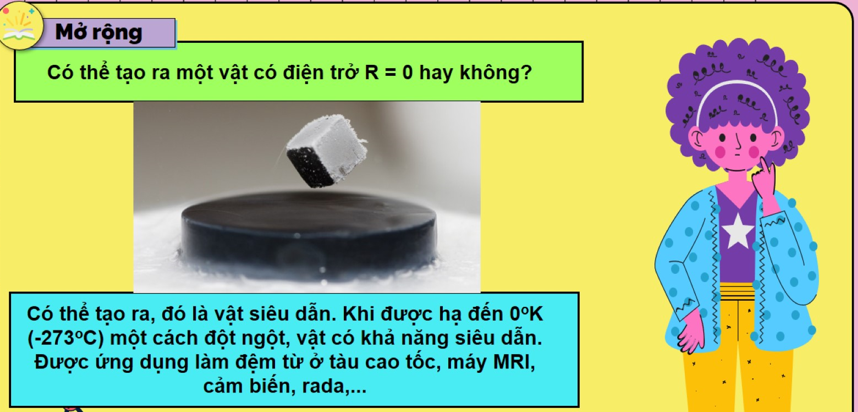 Mở rộng
Có thể tạo ra một vật có điện trở R = 0 hay không?
Có thể tạo ra, đó là vật siêu dẫn. Khi được hạ đến 0ºK
(-273ºC) một cách đột ngột, vật có khả năng siêu dẫn.
Được ứng dụng làm đệm từ ở tàu cao tốc, máy MRI,
cảm biến, rada,...